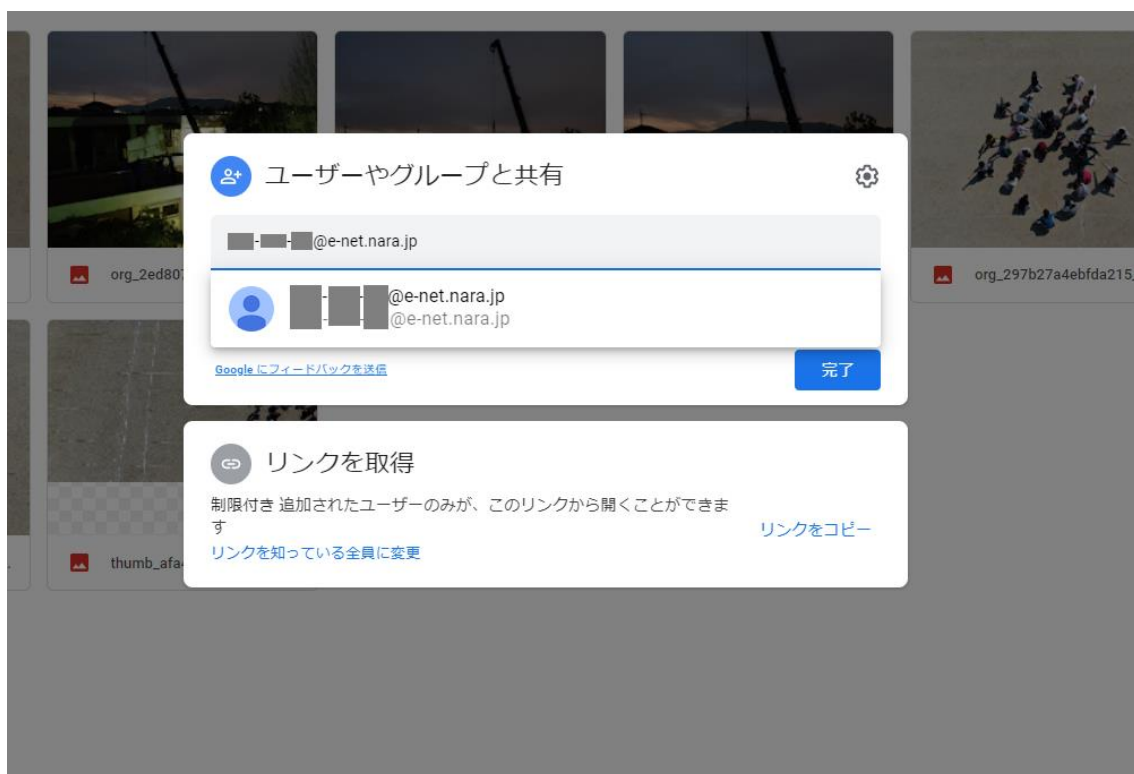 ユーザーやグループと共有
- - @e-net.nara.jp
- - @e-net.nara.jp
- - @e-net.nara.jp
Google にフィードバックを送信
完了
リンクを取得
制限付き 追加されたユーザーのみが、このリンクから開くことができま
す
リンクをコピー
リンクを知っている全員に変更
org_2ed807
org_297b27a4ebfda215_
thumb_afa4